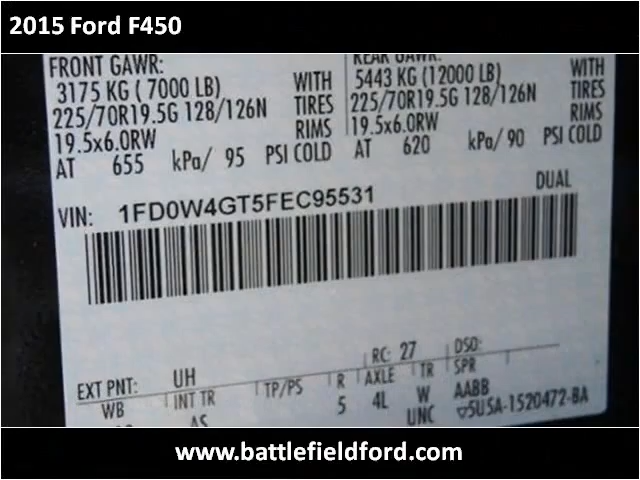 2015 Ford F450
FRONT GAWR: REAR GAWR:
3175 KG ( 7000 LB) WITH 5443 KG (12000 LB) WITH
225/70R19.5G 128/126N TIRES 225/70R19.5G 128/126N TIRES
19.5x6.0RW RIMS 19.5x6.0RW RIMS
AT 655 kPa/ 95 PSI COLD AT 620 kPa/ 90 PSI COLD
DUAL
VIN: 1FD0W4GT5FEC95531
EXT PNT: UH RC: 27 DSO:
WB INT TR TP/PS R AXLE TR SPR
5 4L W AABB
AS UNC ▽5USA-1520472-BA
www.battlefieldford.com